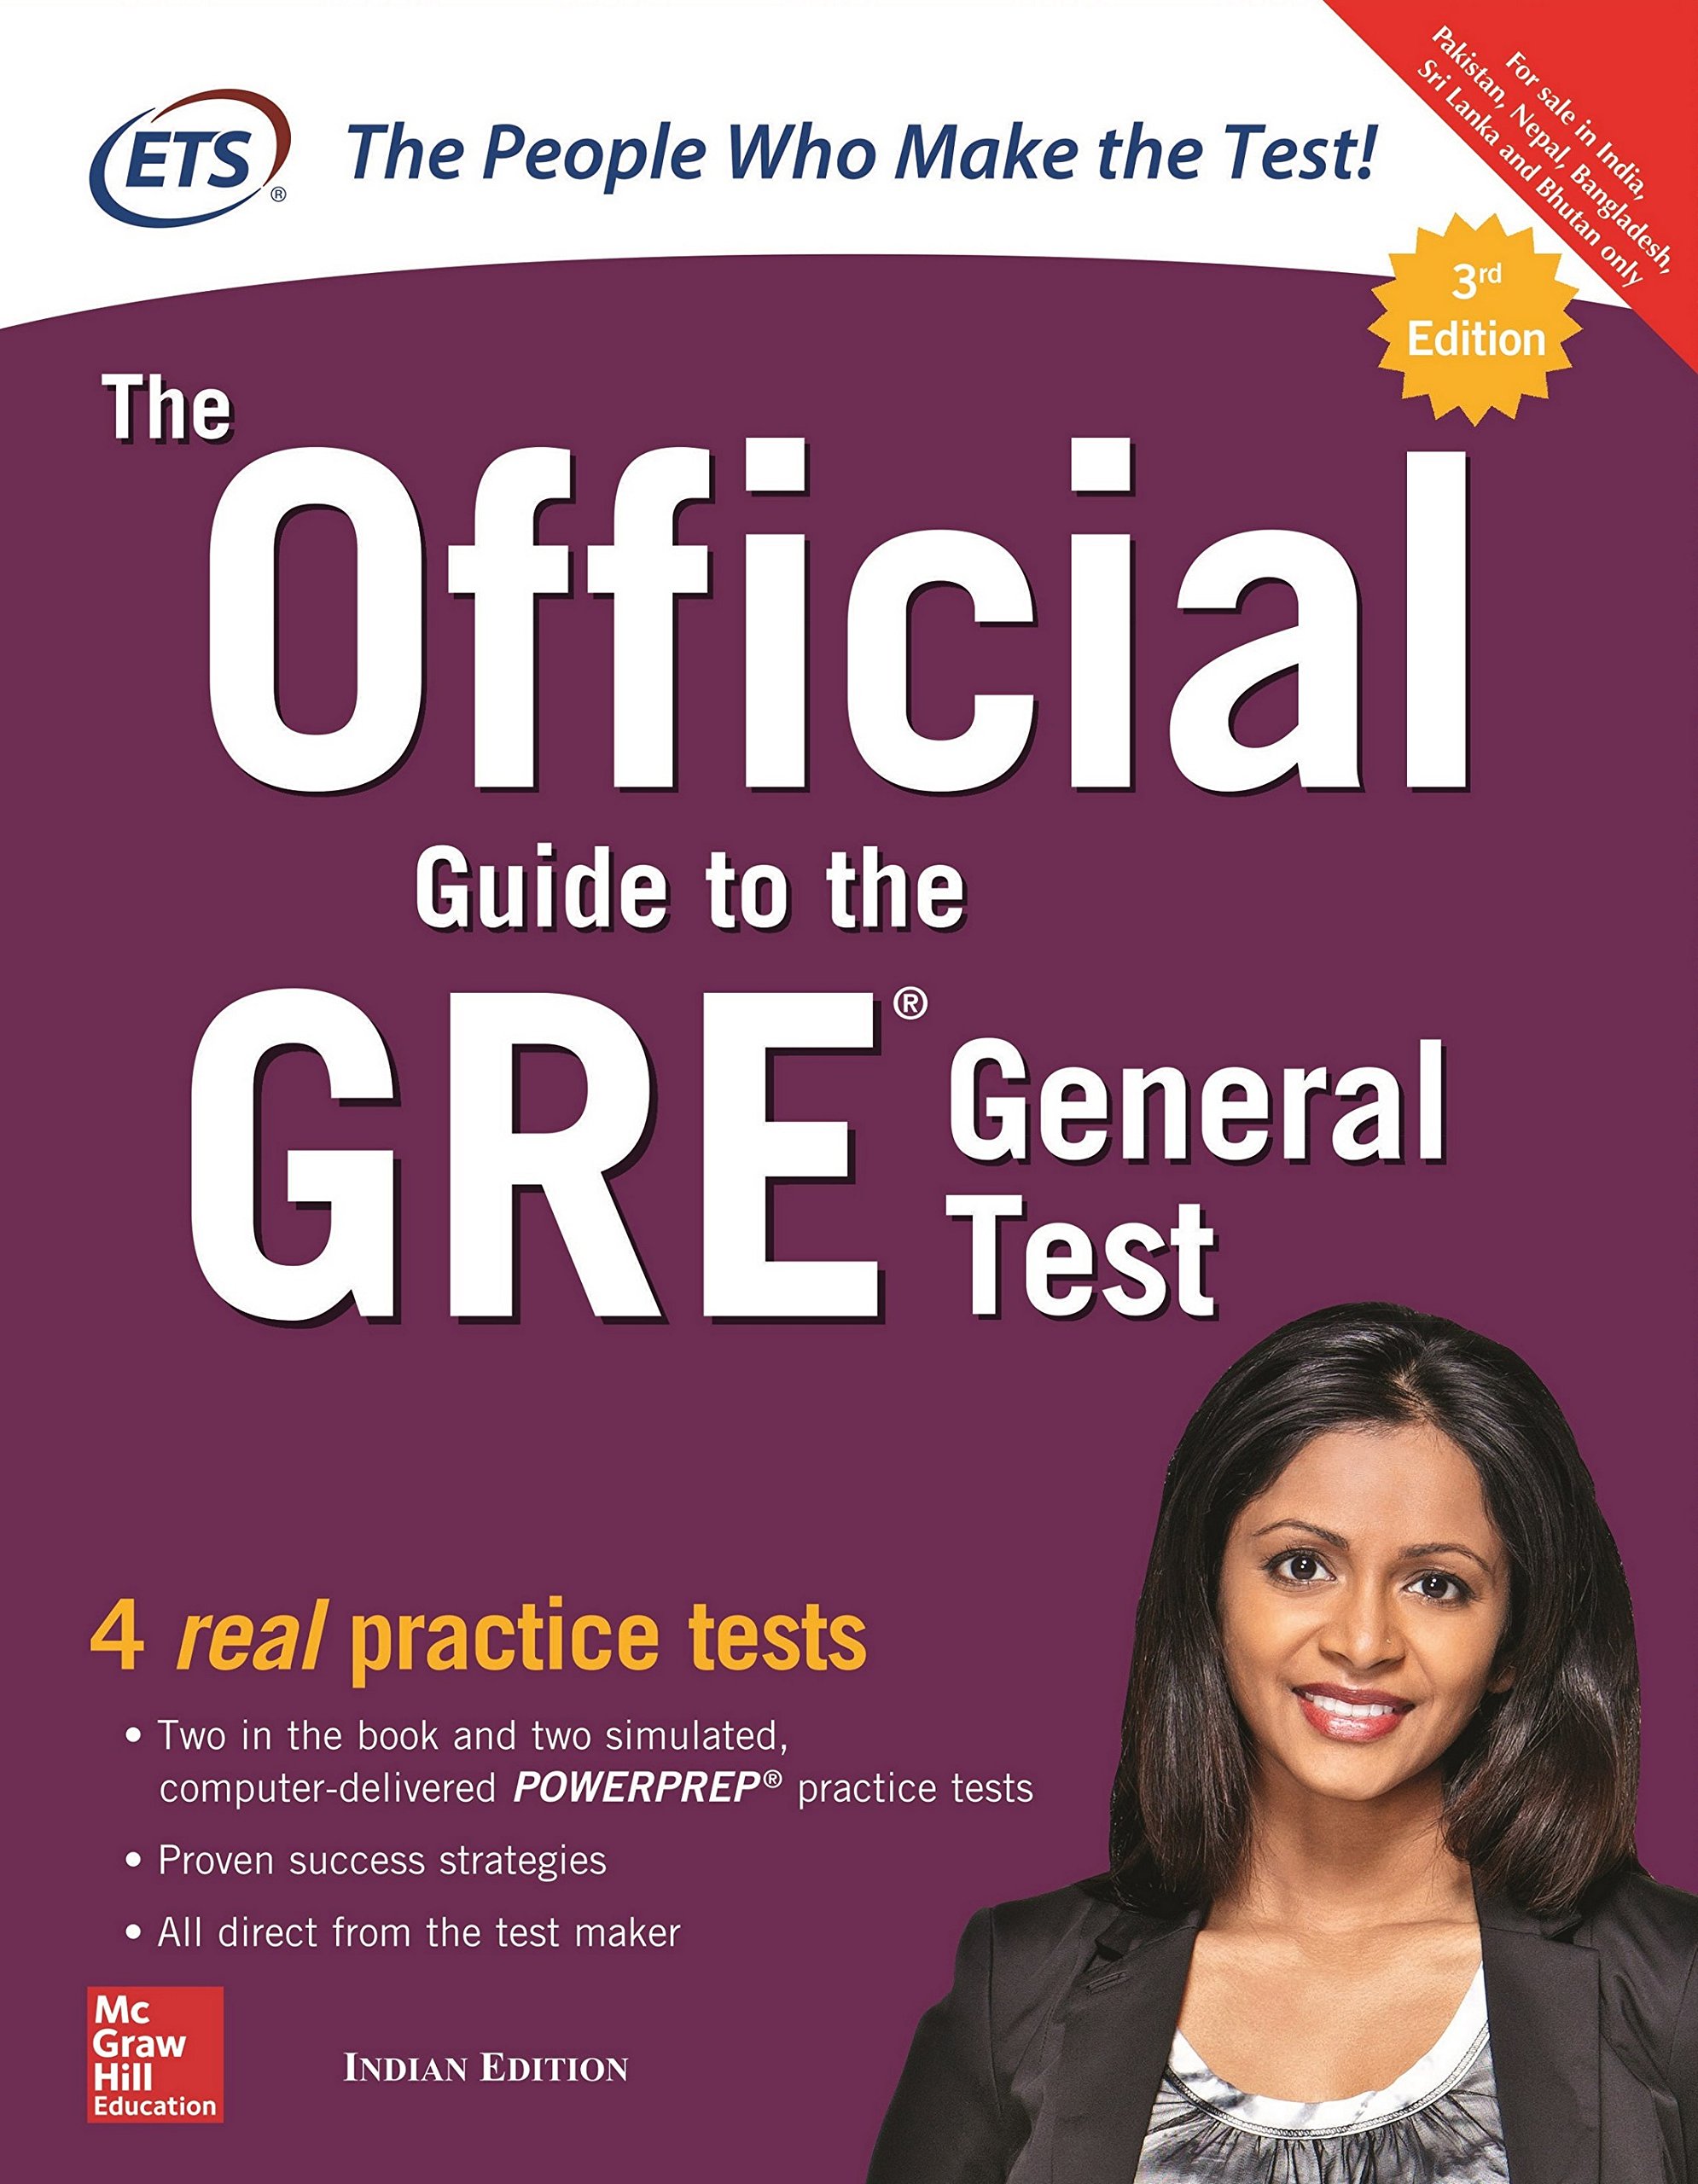 ETS®
The People Who Make the Test!
For sale in India,
Pakistan, Nepal, Bangladesh,
Sri Lanka and Bhutan only
3rd
Edition
The
Official
Guide to the
GRE®
General
Test
4 real practice tests
• Two in the book and two simulated,
computer-delivered POWERPREP® practice tests
• Proven success strategies
• All direct from the test maker
Mc
Graw
Hill
Education
INDIAN EDITION